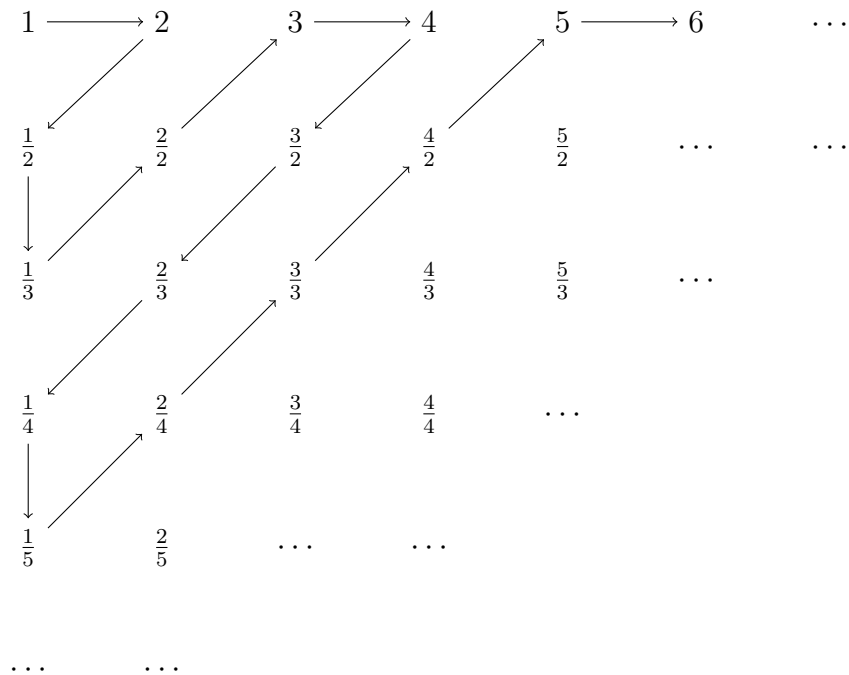 1 2 3 4 5 6 ...
1/2 2/2 3/2 4/2 5/2 ... ...
1/3 2/3 3/3 4/3 5/3 ...
1/4 2/4 3/4 4/4 ...
1/5 2/5 ... ...
... ...